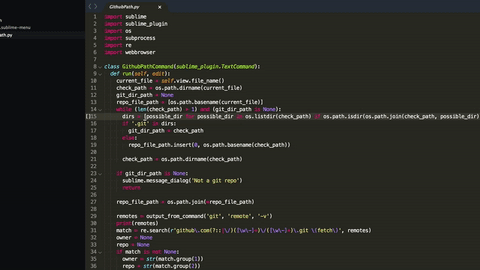 GithubPath.py
.sublime-menu
Path.py
1 import sublime
2 import sublime_plugin
3 import os
4 import subprocess
5 import re
6 import webbrowser
7
8 class GithubPathCommand(sublime_plugin.TextCommand):
9 def run(self, edit):
10 current_file = self.view.file_name()
11 check_path = os.path.dirname(current_file)
12 git_dir_path = None
13 repo_file_path = [os.path.basename(current_file)]
14 while (len(check_path) > 1) and (git_dir_path is None):
15 dirs = [possible_dir for possible_dir in os.listdir(check_path) if os.path.isdir(os.path.join(check_path, possible_dir)
16 if '.git' in dirs:
17 git_dir_path = check_path
18 else:
19 repo_file_path.insert(0, os.path.basename(check_path))
20
21 check_path = os.path.dirname(check_path)
22
23 if git_dir_path is None:
24 sublime.message_dialog('Not a git repo')
25 return
26
27 repo_file_path = os.path.join(*repo_file_path)
28
29 remotes = output_from_command('git', 'remote', '-v')
30 print(remotes)
31 match = re.search(r'github\.com(?::|\/)([\w\-]+)\/([\w\-]+)\.git \(fetch\)', remotes)
32 owner = None
33 repo = None
34 if match is not None:
35 owner = str(match.group(1))
36 repo = str(match.group(2))